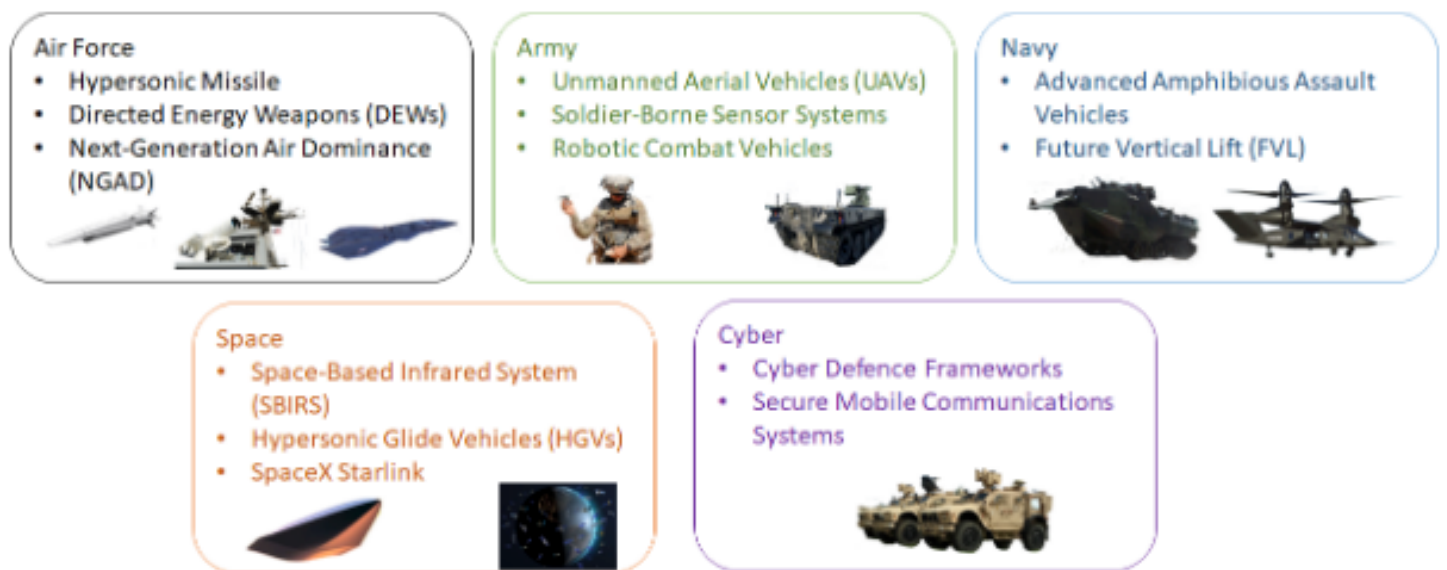 Air Force
• Hypersonic Missile
• Directed Energy Weapons (DEWs)
• Next-Generation Air Dominance
(NGAD)
Army
• Unmanned Aerial Vehicles (UAVs)
• Soldier-Borne Sensor Systems
• Robotic Combat Vehicles
Navy
• Advanced Amphibious Assault
Vehicles
• Future Vertical Lift (FVL)
Space
• Space-Based Infrared System
(SBIRS)
• Hypersonic Glide Vehicles (HGVs)
• SpaceX Starlink
Cyber
• Cyber Defence Frameworks
• Secure Mobile Communications
Systems